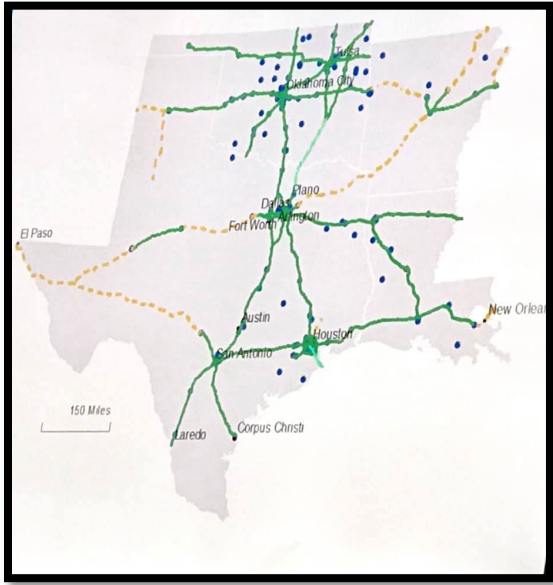 Tulsa
Oklahoma City
Plano
Dallas
Arlington
Fort Worth
El Paso
New Orlea
Austin
Houston
San Antonio
150 Miles
Corpus Christi
Laredo